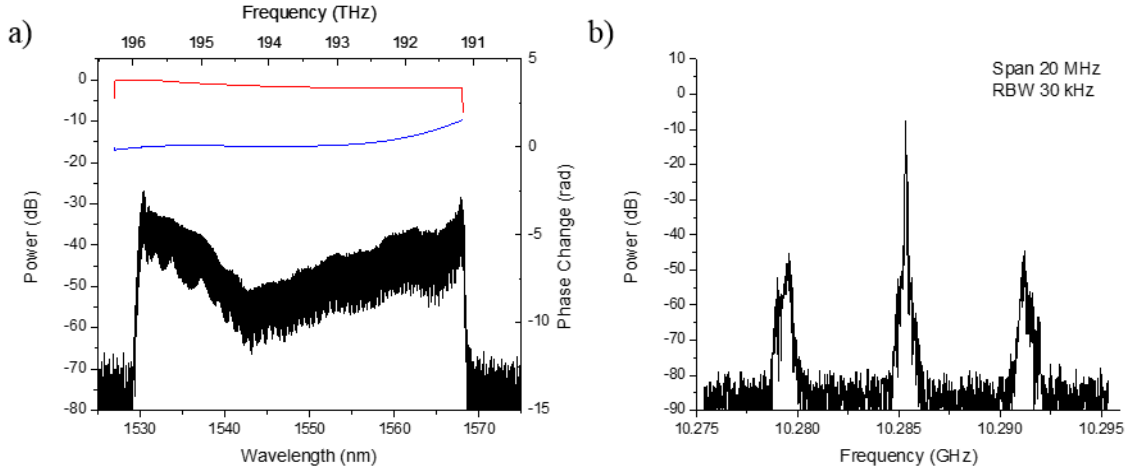 a)
Frequency (THz)
196 195 194 193 192 191
0
-10
-20
-30
-40
-50
-60
-70
-80
Power (dB)
5
0
-5
-10
-15
Phase Change (rad)
1530 1540 1550 1560 1570
Wavelength (nm)
b)
Span 20 MHz
RBW 30 kHz
10
0
-10
-20
-30
-40
-50
-60
-70
-80
-90
Power (dB)
10.275 10.280 10.285 10.290 10.295
Frequency (GHz)